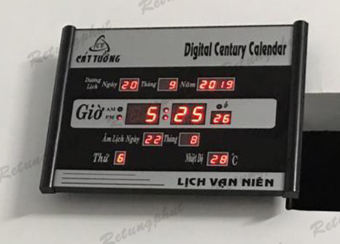 CÁT TƯỜNG
Digital Century Calendar
Dương Lịch Ngày 20 Tháng 9 Năm 2019
Giờ AM PM 5:25 26
Âm Lịch Ngày 22 Tháng 8
Thứ 6 Nhiệt Độ 28 °C
LỊCH VẠN NIÊN
Retungphut